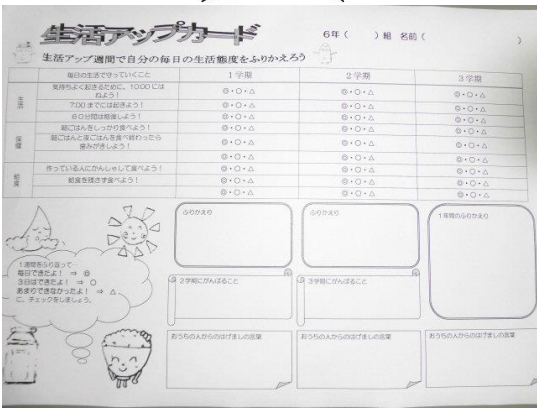 生活アップカード
6年（　　）組　名前（　　　　）
生活アップ週間で自分の毎日の生活態度をふりかえろう
毎日の生活で守っていくこと　1学期　2学期　3学期
生活
気持ちよく起きるために、10:00には
ねよう！　◎・○・△　◎・○・△　◎・○・△
7:00までには起きよう！　◎・○・△　◎・○・△　◎・○・△
60分間は勉強しよう！　◎・○・△　◎・○・△　◎・○・△
保健
朝ごはんをしっかり食べよう！　◎・○・△　◎・○・△　◎・○・△
朝ごはんと夜ごはんを食べ終わったら
歯みがきしよう！　◎・○・△　◎・○・△　◎・○・△
◎・○・△　◎・○・△　◎・○・△
給食
作っている人にかんしゃして食べよう！　◎・○・△　◎・○・△　◎・○・△
給食を残さず食べよう！　◎・○・△　◎・○・△　◎・○・△
◎・○・△　◎・○・△　◎・○・△
ふりかえり
ふりかえり
1年間のふりかえり
1週間をふり返って…
毎日できたよ！　⇒　◎
3日はできたよ！　⇒　○
あまりできなかったよ！　⇒　△
に、チェックをしましょう。
2学期にがんばること
3学期にがんばること
おうちの人からのはげましの言葉
おうちの人からのはげましの言葉
おうちの人からのはげましの言葉